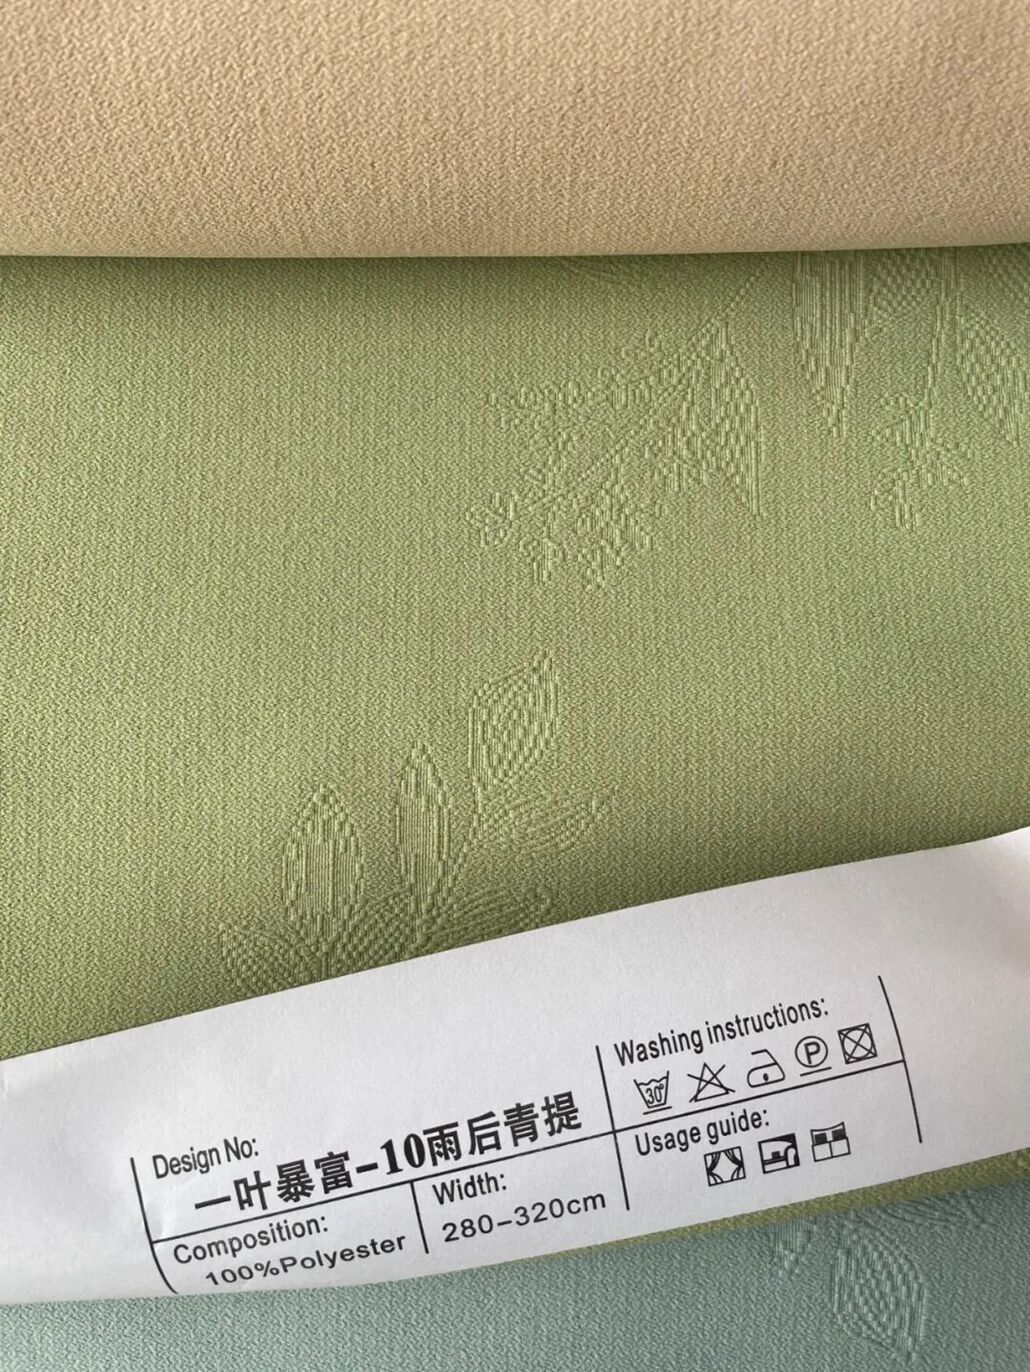 Design No:
一叶暴富-10雨后青提
Composition:
100%Polyester
Width:
280-320cm
Washing instructions:
30°
P
Usage guide: